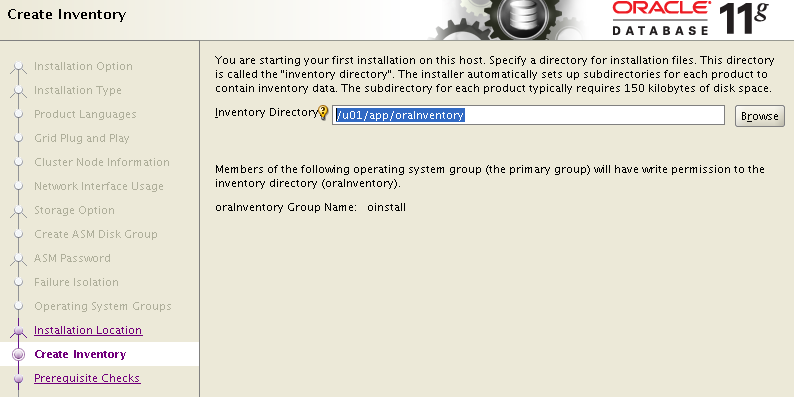 Create Inventory
ORACLE
DATABASE 11g
Installation Option
Installation Type
Product Languages
Grid Plug and Play
Cluster Node Information
Network Interface Usage
Storage Option
Create ASM Disk Group
ASM Password
Failure Isolation
Operating System Groups
Installation Location
Create Inventory
Prerequisite Checks
You are starting your first installation on this host. Specify a directory for installation files. This directory
is called the "inventory directory". The installer automatically sets up subdirectories for each product to
contain inventory data. The subdirectory for each product typically requires 150 kilobytes of disk space.
Inventory Directory /u01/app/oraInventory Browse
Members of the following operating system group (the primary group) will have write permission to the
inventory directory (oraInventory).
oraInventory Group Name: oinstall